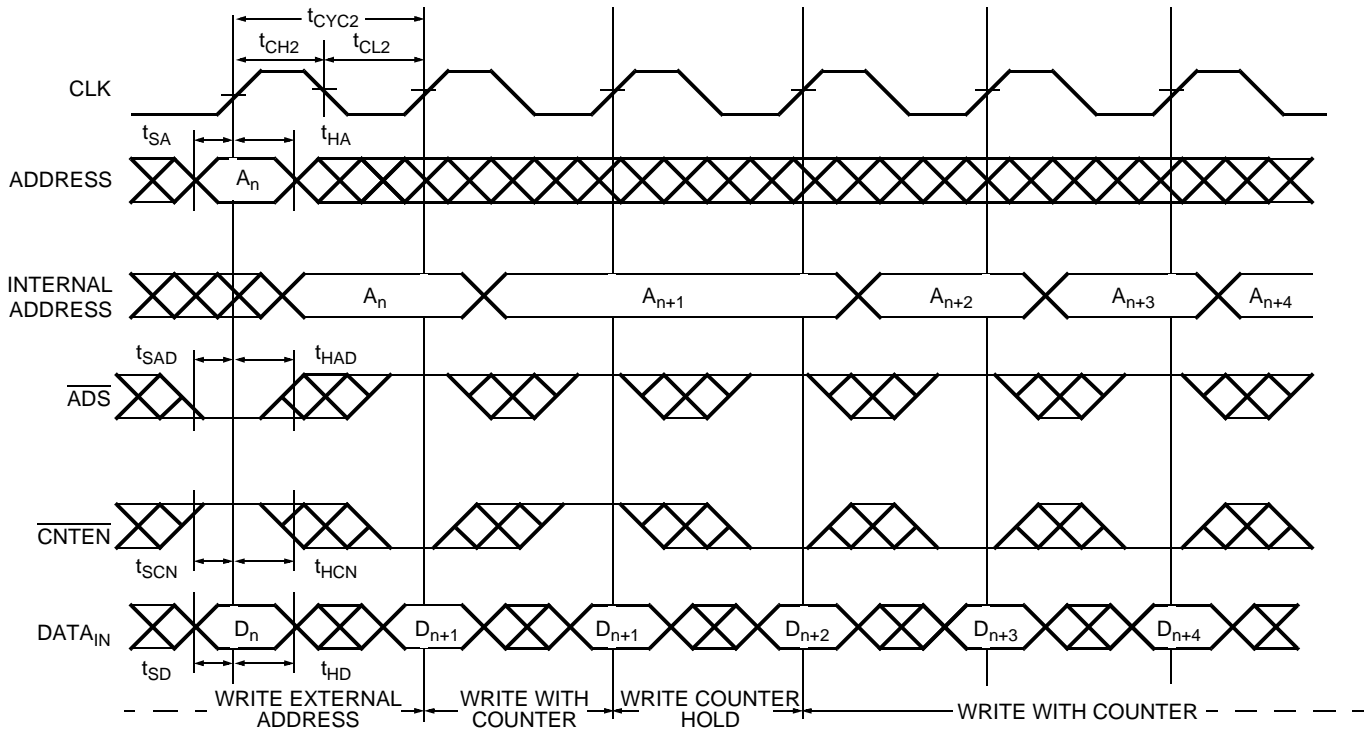 tCYC2
tCH2 tCL2
CLK
tSA tHA
ADDRESS An
INTERNAL
ADDRESS
An An+1 An+2 An+3 An+4
tSAD tHAD
ADS
CNTEN
tSCN tHCN
DATAIN Dn Dn+1 Dn+1 Dn+2 Dn+3 Dn+4
tSD tHD
WRITE EXTERNAL
ADDRESS
WRITE WITH
COUNTER
WRITE COUNTER
HOLD
WRITE WITH COUNTER